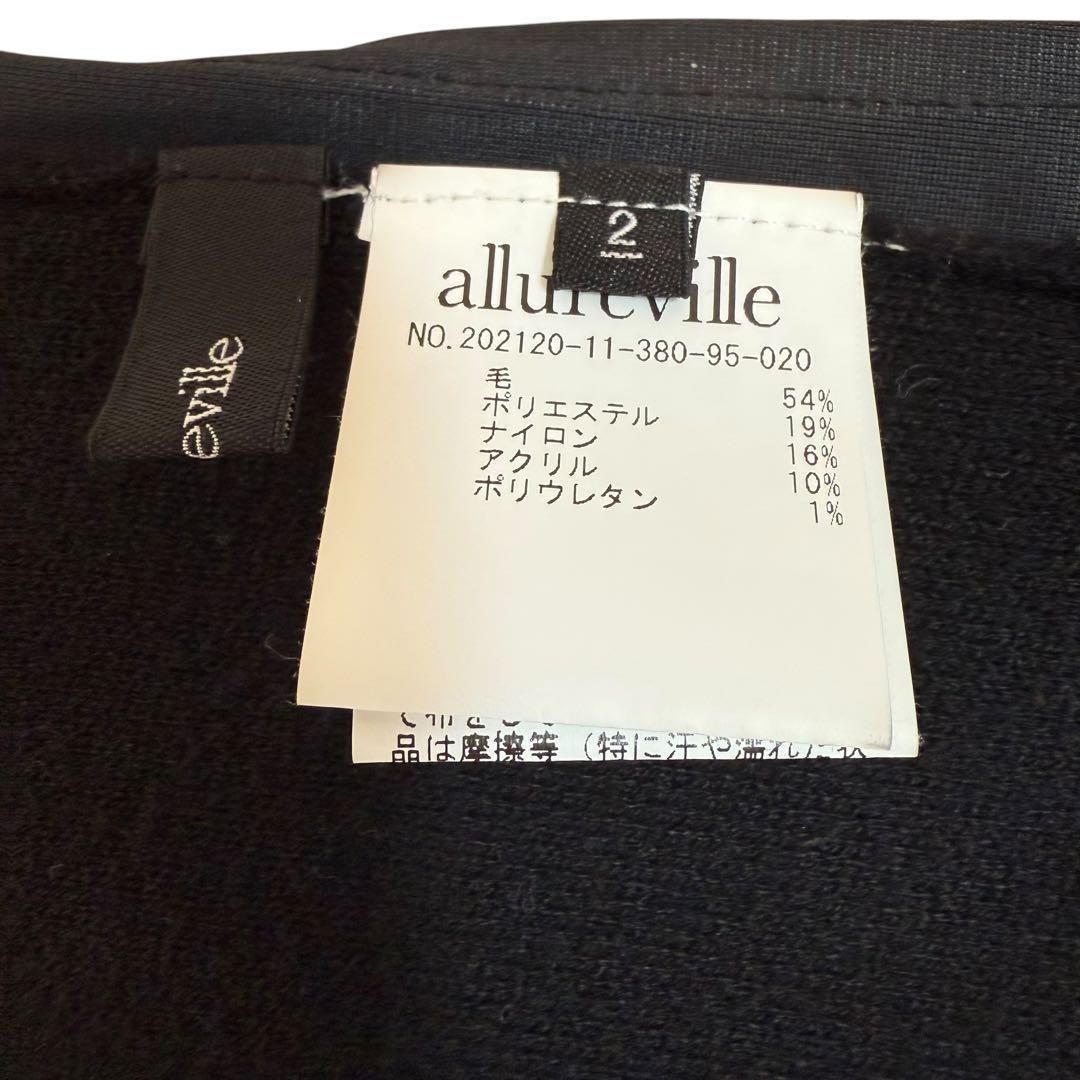 2
allureville
NO. 202120-11-380-95-020
毛 54%
ポリエステル 19%
ナイロン 16%
アクリル 10%
ポリウレタン 1%
eville
品は摩擦等(特に汗や濡れた状